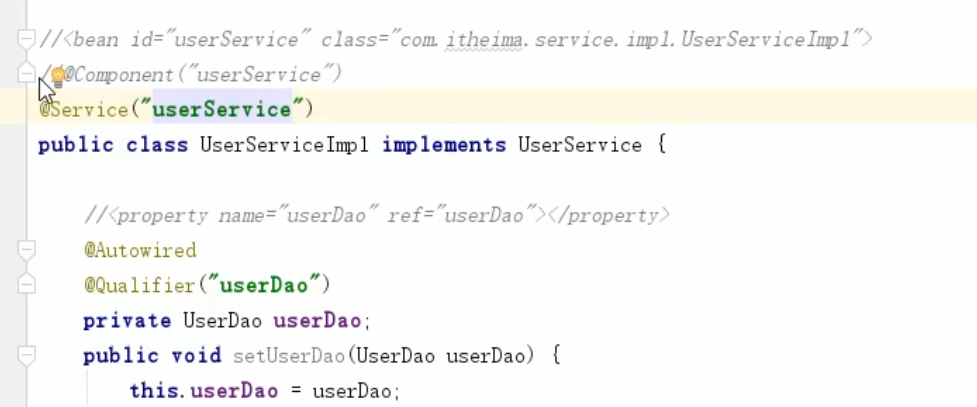 //<bean id="userService" class="com.itheima.service.impl.UserServiceImpl">
//@Component("userService")
@Service("userService")
public class UserServiceImpl implements UserService {
//<property name="userDao" ref="userDao"></property>
@Autowired
@Qualifier("userDao")
private UserDao userDao;
public void setUserDao(UserDao userDao) {
this.userDao = userDao;